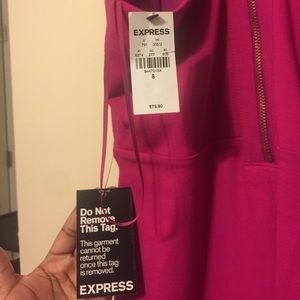 EXPRESS
8
$79.90
Do Not
Remove
This Tag.
This garment
cannot be
returned
once this tag
is removed.
EXPRESS